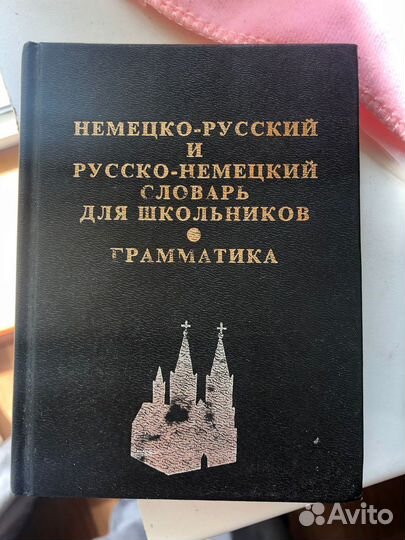 НЕМЕЦКО-РУССКИЙ
И
РУССКО-НЕМЕЦКИЙ
СЛОВАРЬ
ДЛЯ ШКОЛЬНИКОВ
ГРАММАТИКА
Avito